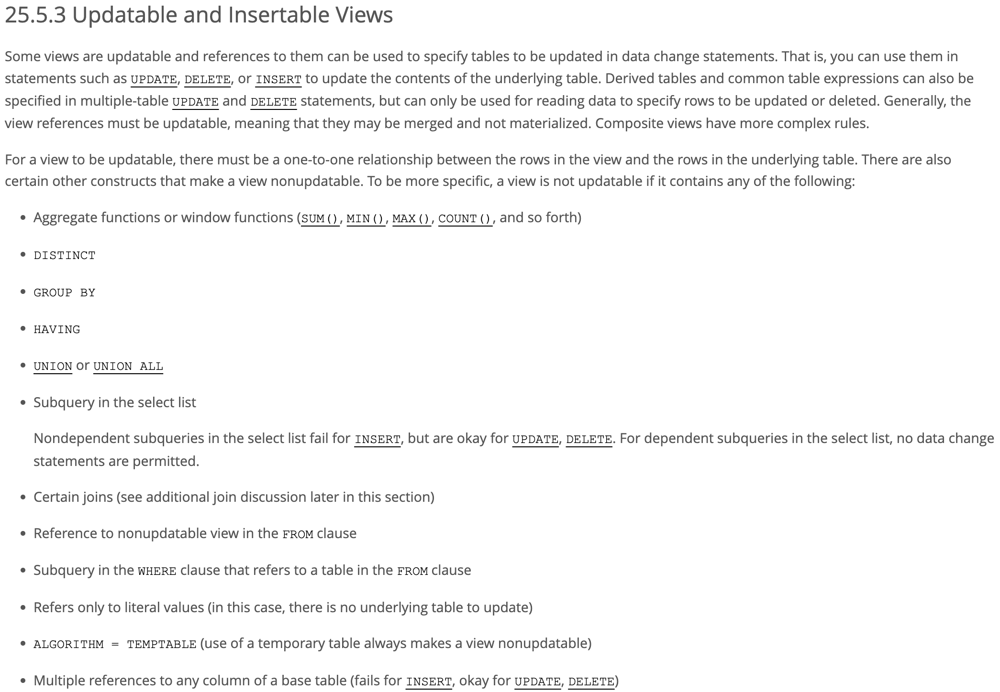 25.5.3 Updatable and Insertable Views
Some views are updatable and references to them can be used to specify tables to be updated in data change statements. That is, you can use them in
statements such as UPDATE, DELETE, or INSERT to update the contents of the underlying table. Derived tables and common table expressions can also be
specified in multiple-table UPDATE and DELETE statements, but can only be used for reading data to specify rows to be updated or deleted. Generally, the
view references must be updatable, meaning that they may be merged and not materialized. Composite views have more complex rules.
For a view to be updatable, there must be a one-to-one relationship between the rows in the view and the rows in the underlying table. There are also
certain other constructs that make a view nonupdatable. To be more specific, a view is not updatable if it contains any of the following:
• Aggregate functions or window functions (SUM(), MIN(), MAX(), COUNT(), and so forth)
• DISTINCT
• GROUP BY
• HAVING
• UNION or UNION ALL
• Subquery in the select list
Nondependent subqueries in the select list fail for INSERT, but are okay for UPDATE, DELETE. For dependent subqueries in the select list, no data change
statements are permitted.
• Certain joins (see additional join discussion later in this section)
• Reference to nonupdatable view in the FROM clause
• Subquery in the WHERE clause that refers to a table in the FROM clause
• Refers only to literal values (in this case, there is no underlying table to update)
• ALGORITHM = TEMPTABLE (use of a temporary table always makes a view nonupdatable)
• Multiple references to any column of a base table (fails for INSERT, okay for UPDATE, DELETE)